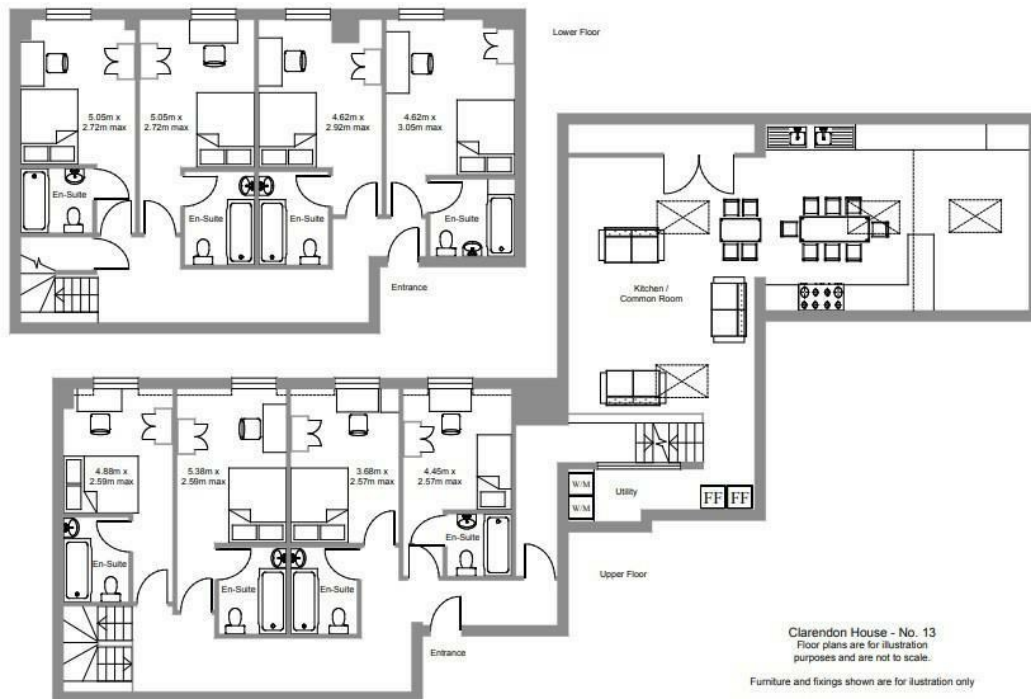 Lower Floor
5.05m x
2.72m max
5.05m x
2.72m max
4.62m x
2.92m max
4.62m x
3.05m max
En-Suite
En-Suite
En-Suite
En-Suite
Entrance
Kitchen /
Common Room
4.88m x
2.59m max
5.38m x
2.59m max
3.68m x
2.57m max
4.45m x
2.57m max
W/M
W/M
Utility
FF FF
En-Suite
En-Suite
En-Suite
En-Suite
Upper Floor
Entrance
Clarendon House - No. 13
Floor plans are for illustration
purposes and are not to scale.
Furniture and fixings shown are for ilustration only